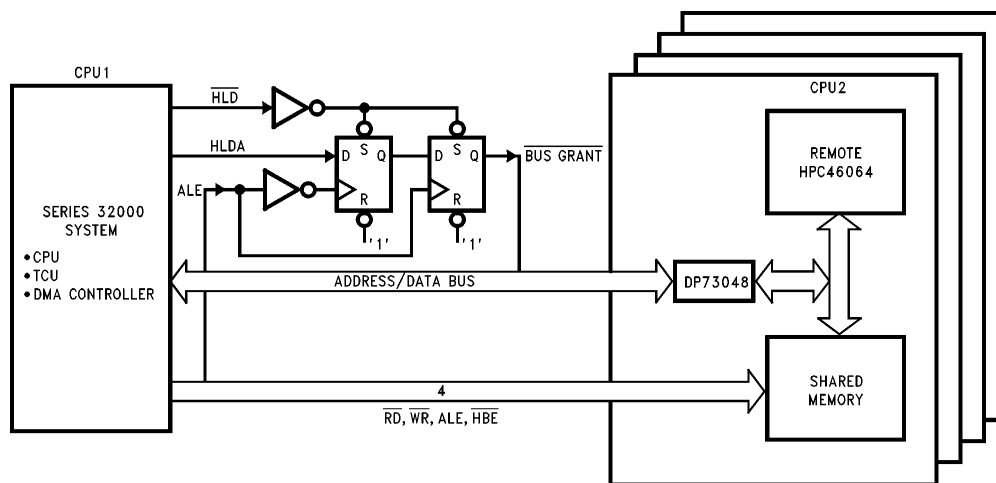 CPU1
HLD
HLDA
ALE
D S Q
R
'1'
D S Q
R
'1'
BUS GRANT
SERIES 32000
SYSTEM
•CPU
•TCU
•DMA CONTROLLER
ADDRESS/DATA BUS
4
RD, WR, ALE, HBE
CPU2
REMOTE
HPC46064
DP73048
SHARED
MEMORY